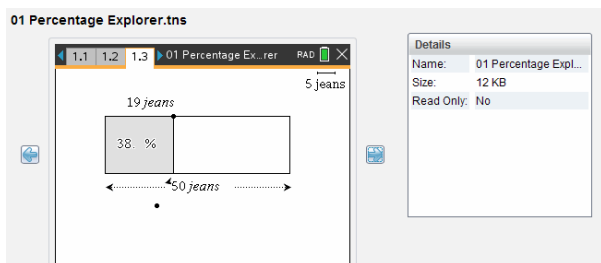 01 Percentage Explorer.tns
1.1 1.2 1.3 01 Percentage Ex...rer RAD
5 jeans
19 jeans
38. %
50 jeans
Details
Name: 01 Percentage Expl...
Size: 12 KB
Read Only: No